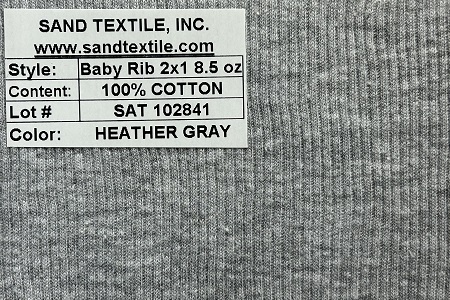 SAND TEXTILE, INC.
www.sandtextile.com
Style: Baby Rib 2x1 8.5 oz
Content: 100% COTTON
Lot # SAT 102841
Color: HEATHER GRAY